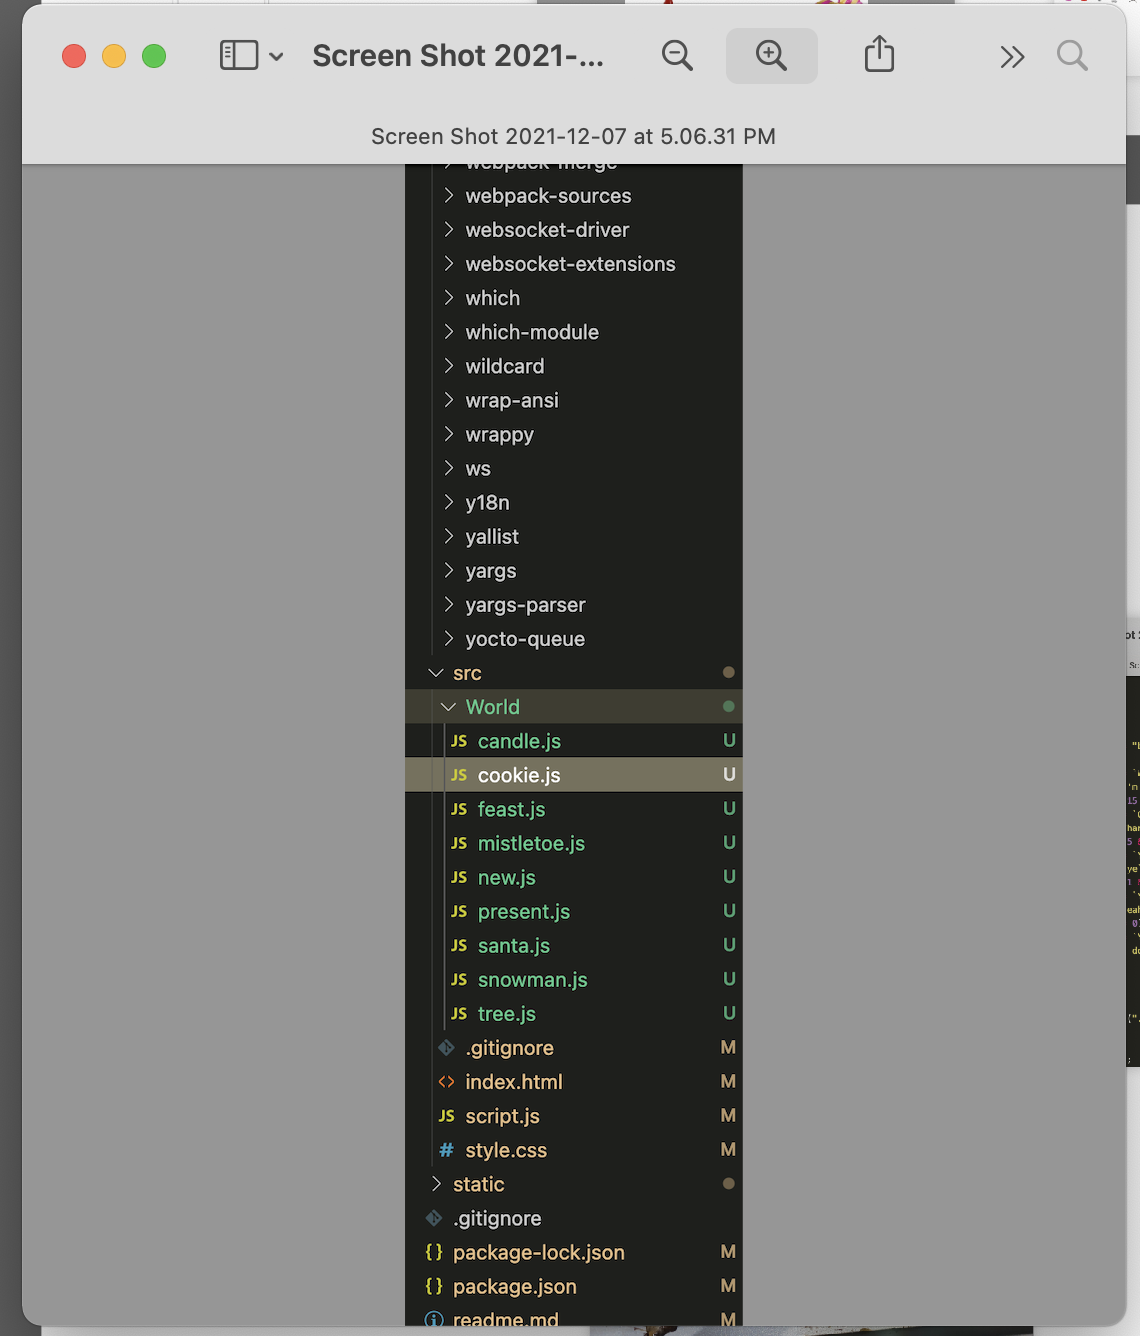 Screen Shot 2021-...
Screen Shot 2021-12-07 at 5.06.31 PM
webpack-merge
webpack-sources
websocket-driver
websocket-extensions
which
which-module
wildcard
wrap-ansi
wrappy
ws
y18n
yallist
yargs
yargs-parser
yocto-queue
src
World
JS candle.js U
JS cookie.js U
JS feast.js U
JS mistletoe.js U
JS new.js U
JS present.js U
JS santa.js U
JS snowman.js U
JS tree.js U
.gitignore M
<> index.html M
JS script.js M
# style.css M
static
.gitignore
{} package-lock.json M
{} package.json M
readme.md M